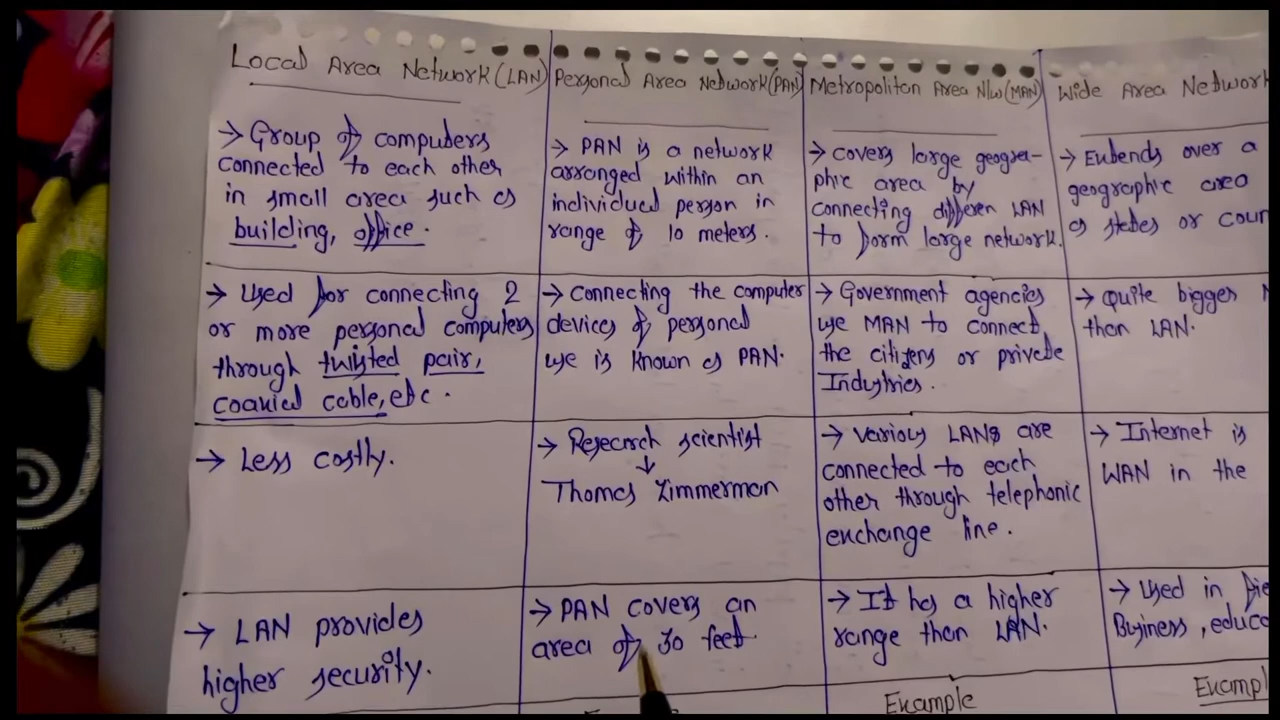 Local Area Network (LAN)
Personal Area Network (PAN)
Metropolitan Area N/w (MAN)
Wide Area Network
→ Group of computers
connected to each other
in small area such as
building, office.
→ PAN is a network
arranged within an
individual person in
range of 10 meters.
→ covers large geogra-
phic area by
connecting differen LAN
to form large network.
→ Extends over a
geographic area
as states or coun
→ Used for connecting 2
or more personal computers
through twisted pair,
coaxial cable, etc.
→ Connecting the computer
devices of personal
use is known as PAN.
→ Government agencies
use MAN to connect
the citizens or private
Industries.
→ quite bigger
than LAN.
→ Less costly.
→ Research scientist
↓
Thomas Zimmerman
→ various LANs are
connected to each
other through telephonic
exchange line.
→ Internet is
WAN in the
→ LAN provides
higher security.
→ PAN covers an
area of 30 feet
→ It has a higher
range than LAN.
→ Used in
Business, educa
Example
Exampl